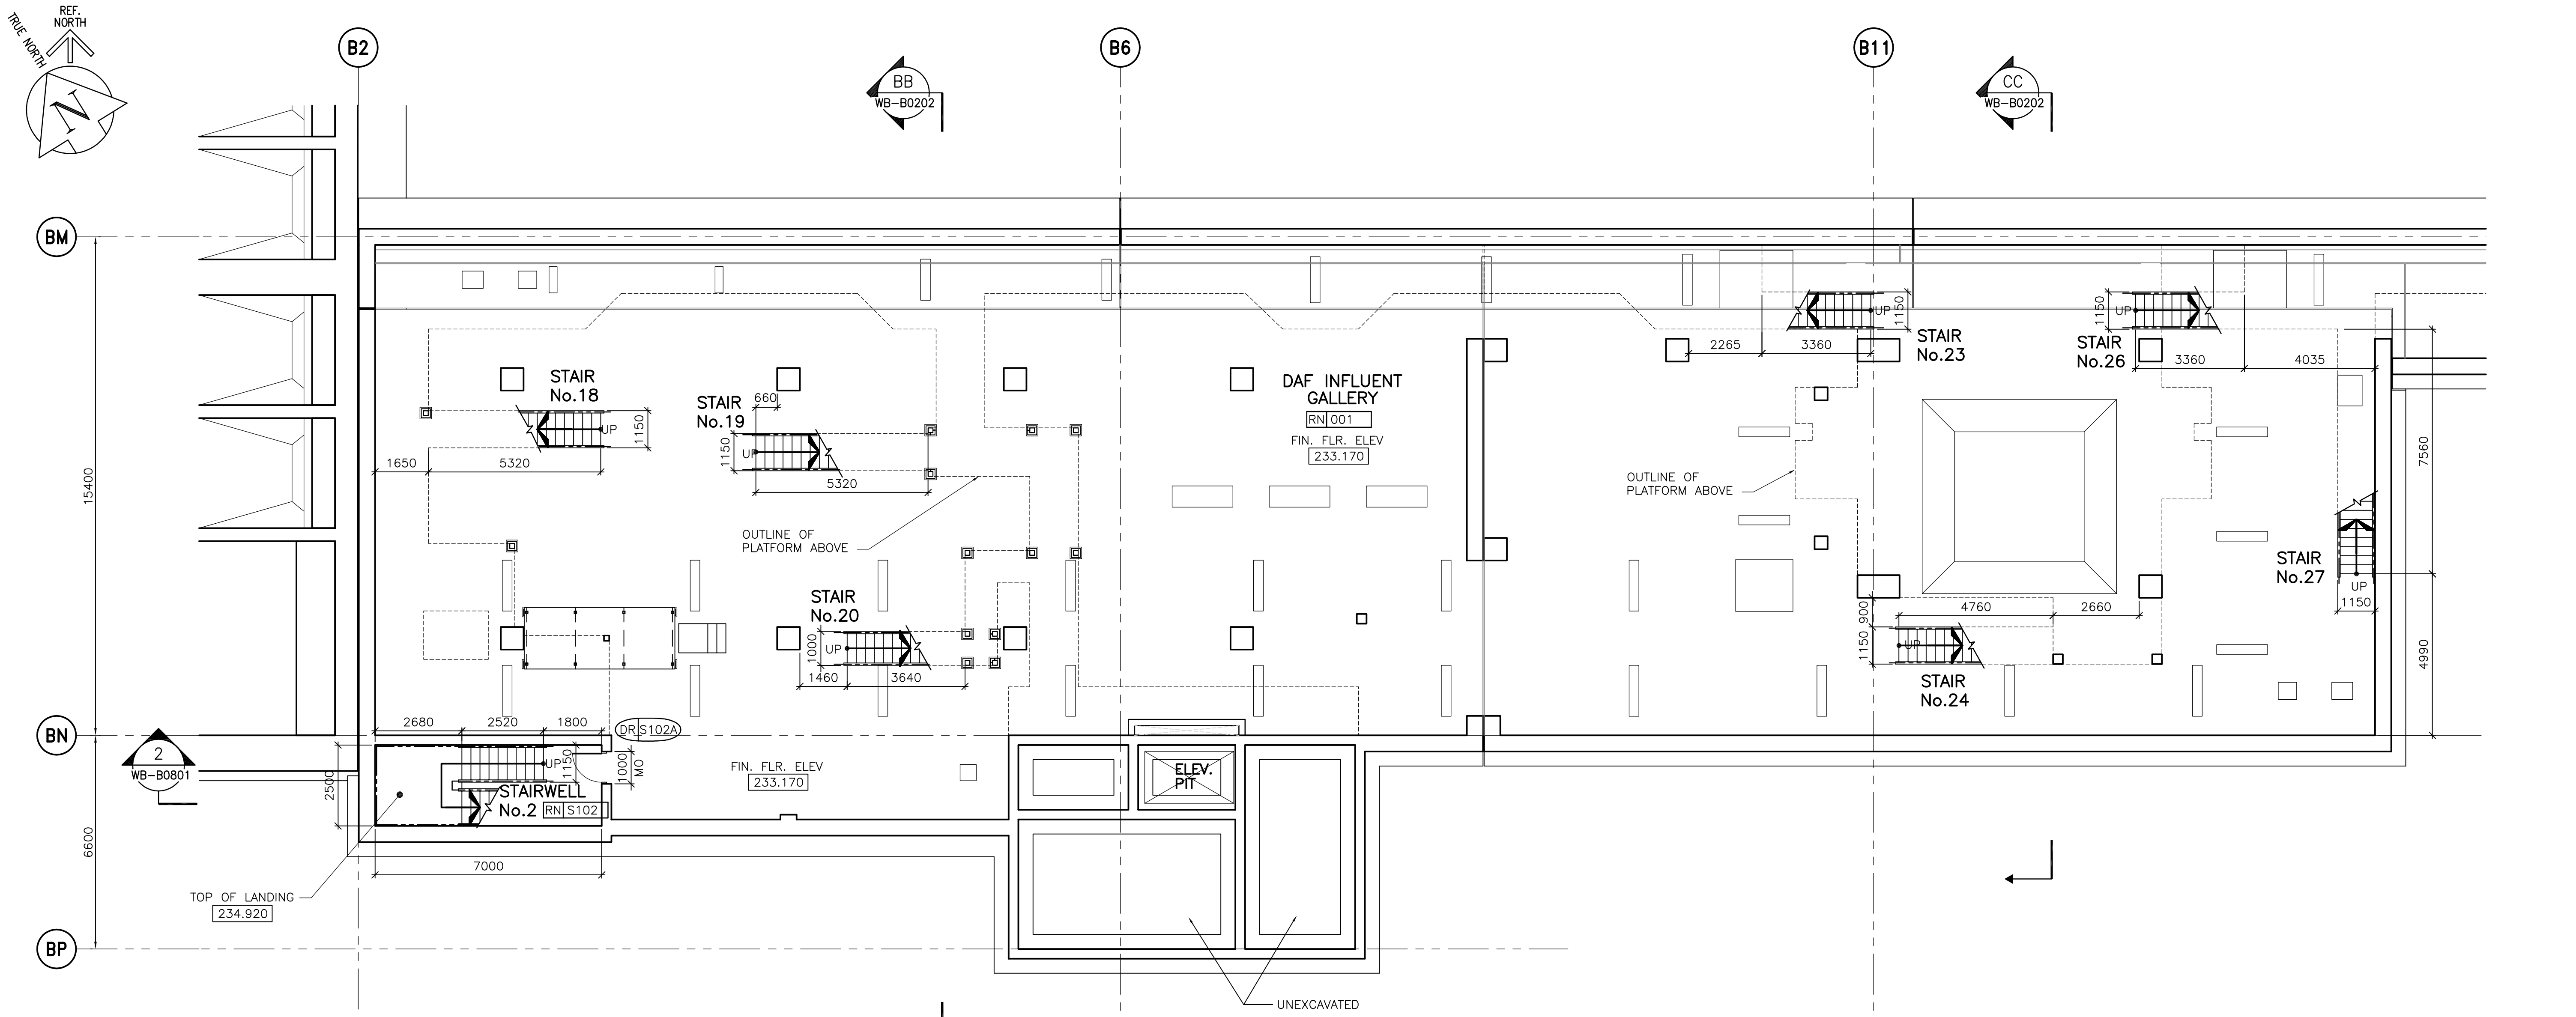 REF.
NORTH
TRUE NORTH
N
B2
B6
B11
BB
WB-B0202
CC
WB-B0202
BM
15400
BN
6600
BP
STAIR
No.18
UP
1150
1650
5320
STAIR
No.19
660
1150
UP
5320
OUTLINE OF
PLATFORM ABOVE
DAF INFLUENT
GALLERY
RN 001
FIN. FLR. ELEV
233.170
STAIR
No.20
1000
UP
1460
3640
1150
UP
STAIR
No.23
2265
3360
1150
UP
STAIR
No.26
3360
4035
OUTLINE OF
PLATFORM ABOVE
7560
STAIR
No.27
UP
1150
4990
4760
2660
900
1150
UP
STAIR
No.24
2680
2520
1800
DR S102A
2
WB-B0801
2500
UP
1150
1000
MO
STAIRWELL
No.2
RN S102
FIN. FLR. ELEV
233.170
ELEV.
PIT
7000
TOP OF LANDING
234.920
UNEXCAVATED